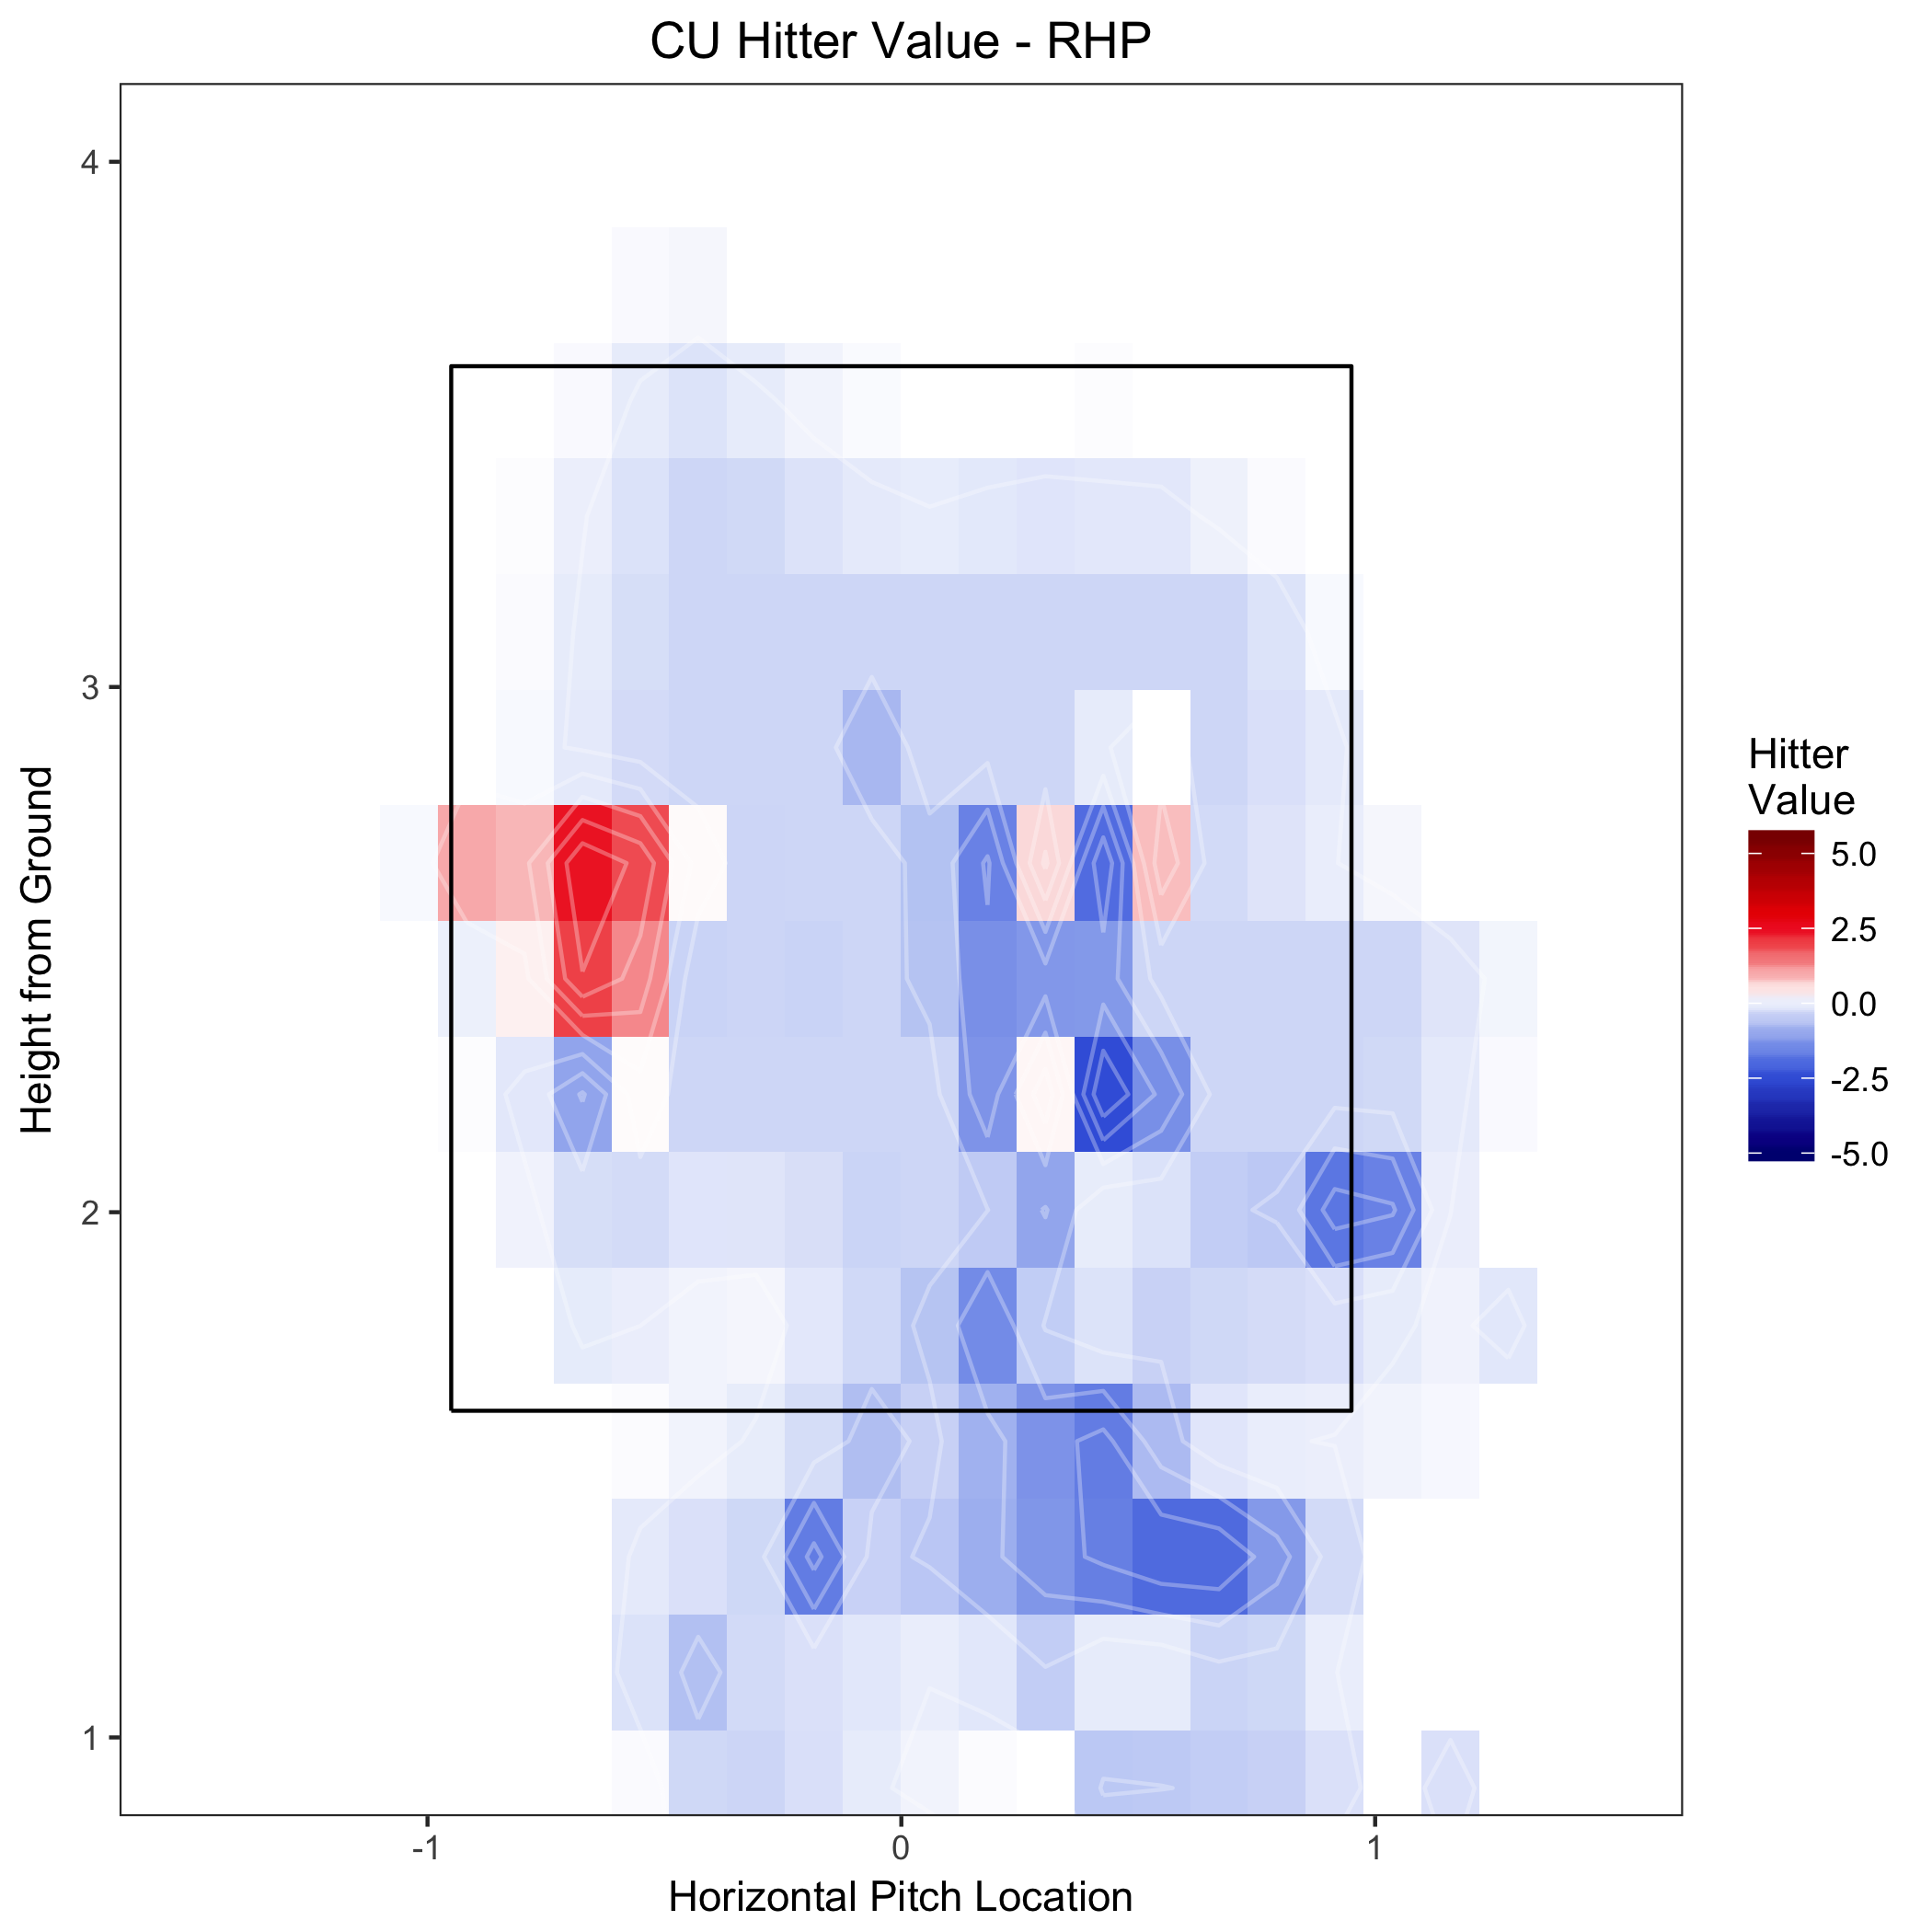 CU Hitter Value - RHP
4
3
2
1
Height from Ground
-1 0 1
Horizontal Pitch Location
Hitter
Value
5.0
2.5
0.0
-2.5
-5.0